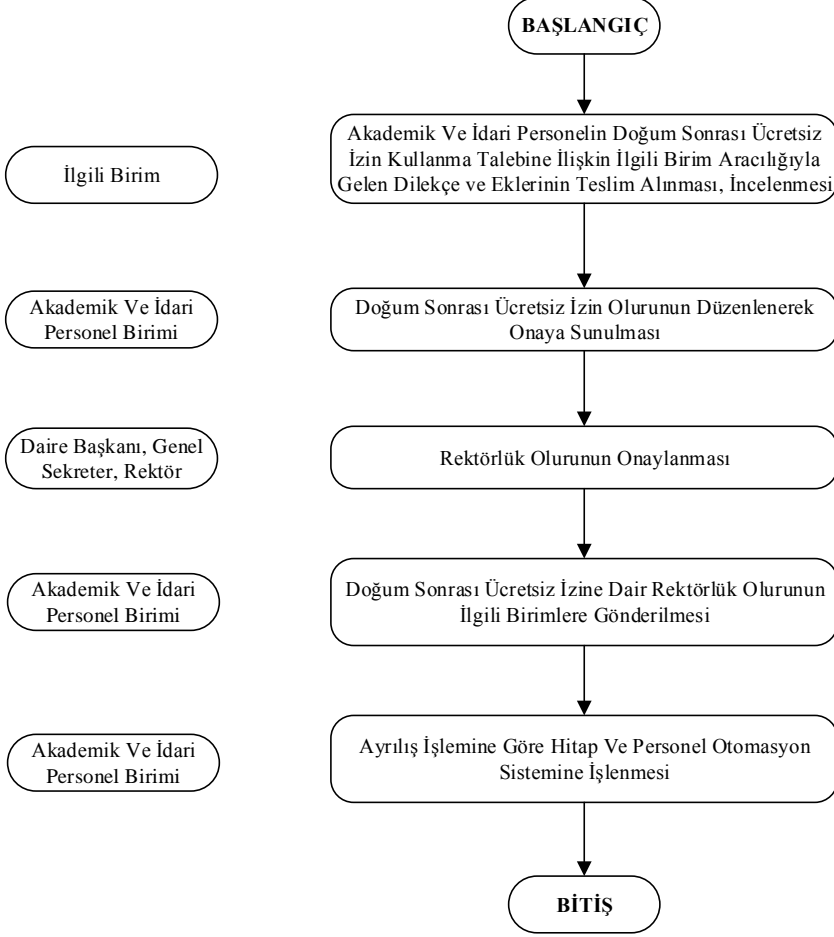 BAŞLANGIÇ
İlgili Birim
Akademik Ve İdari Personelin Doğum Sonrası Ücretsiz
İzin Kullanma Talebine İlişkin İlgili Birim Aracılığıyla
Gelen Dilekçe ve Eklerinin Teslim Alınması, İncelenmesi
Akademik Ve İdari
Personel Birimi
Doğum Sonrası Ücretsiz İzin Olurunun Düzenlenerek
Onaya Sunulması
Daire Başkanı, Genel
Sekreter, Rektör
Rektörlük Olurunun Onaylanması
Akademik Ve İdari
Personel Birimi
Doğum Sonrası Ücretsiz İzine Dair Rektörlük Olurunun
İlgili Birimlere Gönderilmesi
Akademik Ve İdari
Personel Birimi
Ayrılış İşlemine Göre Hitap Ve Personel Otomasyon
Sistemine İşlenmesi
BİTİŞ